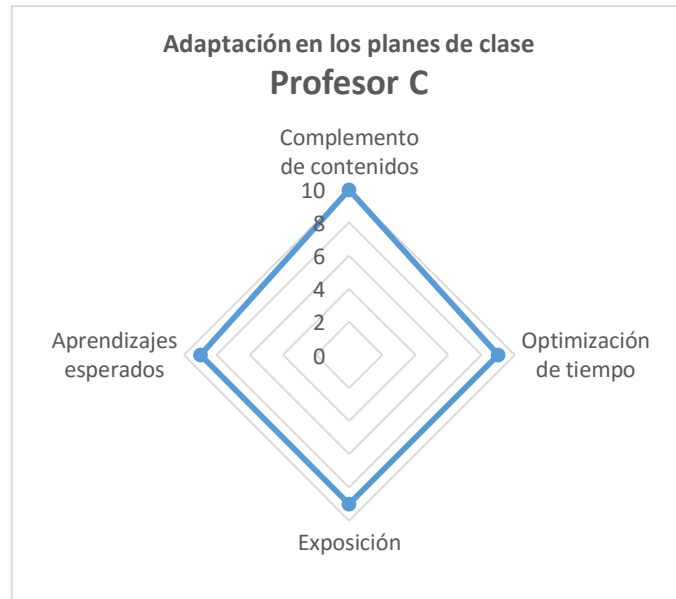 Adaptación en los planes de clase
Profesor C
Complemento
de contenidos
10
8
6
4
2
0
Aprendizajes
esperados
Optimización
de tiempo
Exposición